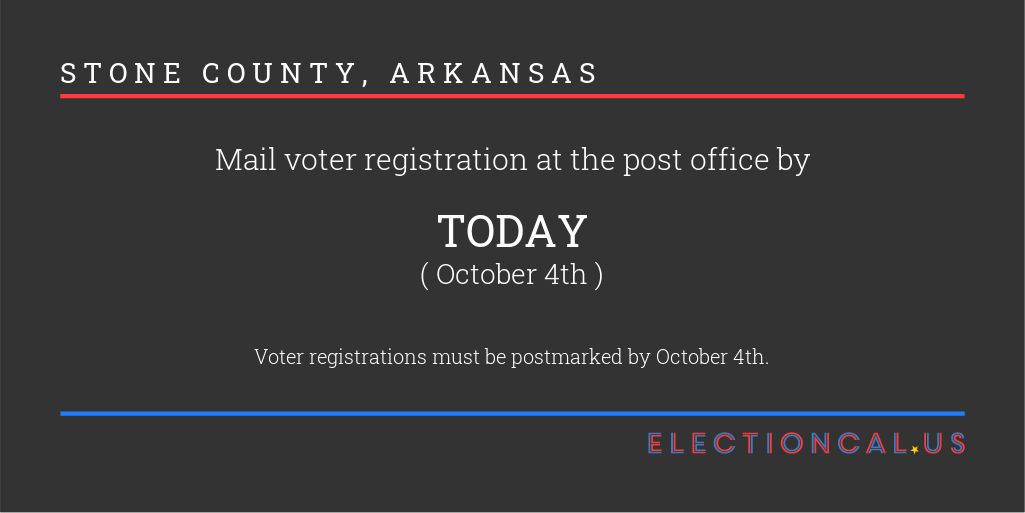 STONE COUNTY, ARKANSAS
Mail voter registration at the post office by
TODAY
( October 4th )
Voter registrations must be postmarked by October 4th.
ELECTIONCAL.US